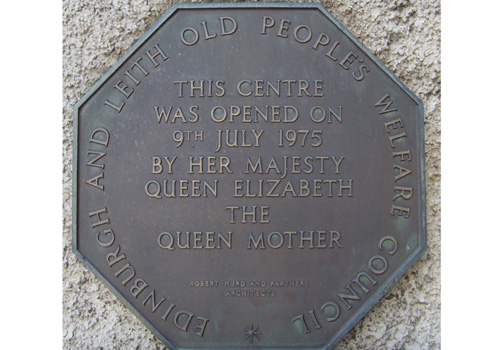 EDINBURGH AND LEITH OLD PEOPLE'S WELFARE COUNCIL
THIS CENTRE
WAS OPENED ON
9TH JULY 1975
BY HER MAJESTY
QUEEN ELIZABETH
THE
QUEEN MOTHER
ROBERT HURD AND PARTNERS
ARCHITECTS